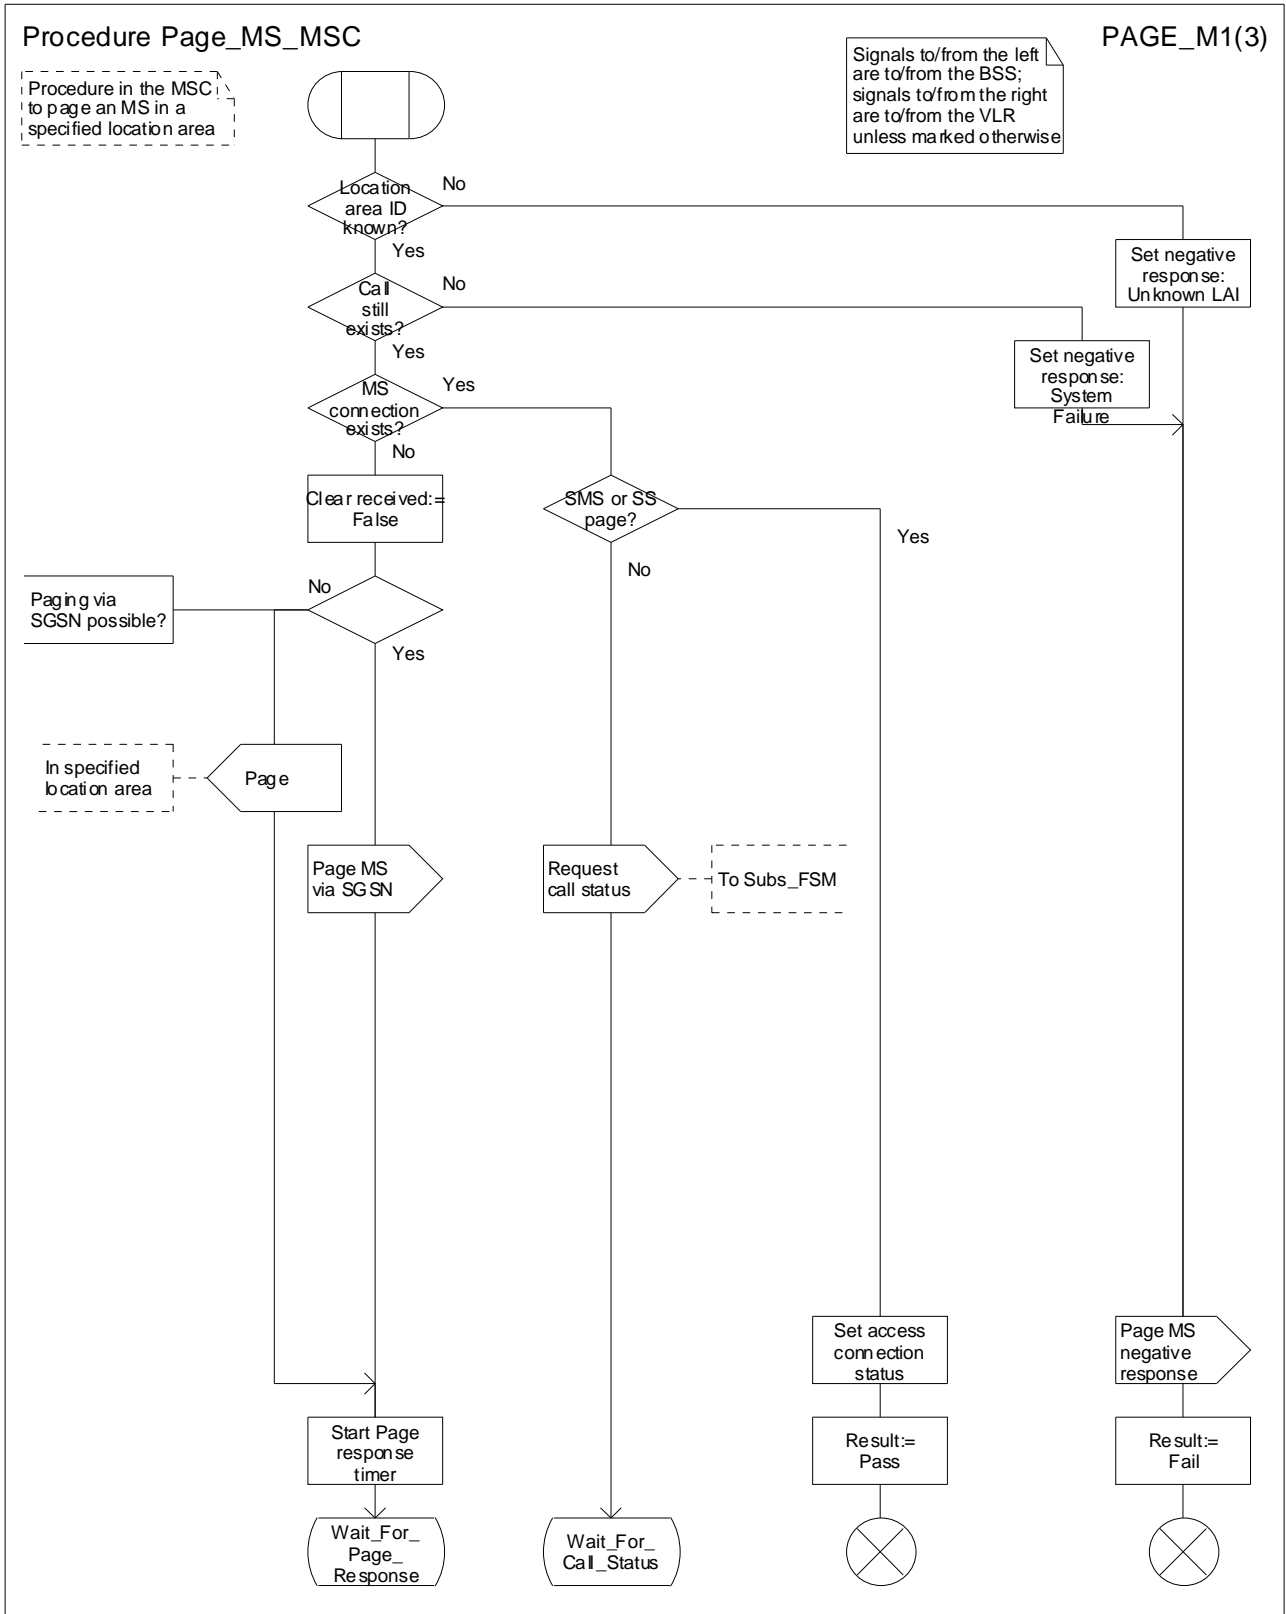 Procedure Page_MS_MSC
PAGE_M1(3)
Procedure in the MSC
to page an MS in a
specified location area
Signals to/from the left
are to/from the BSS;
signals to/from the right
are to/from the VLR
unless marked otherwise
Location
area ID
known?
No
Yes
Set negative
response:
Unknown LAI
Call
still
exists?
No
Yes
Set negative
response:
System
Failure
MS
connection
exists?
Yes
No
Clear received:=
False
SMS or SS
page?
Yes
No
Paging via
SGSN possible?
No
Yes
In specified
location area
Page
Page MS
via SGSN
Request
call status
To Subs_FSM
Set access
connection
status
Page MS
negative
response
Start Page
response
timer
Result:=
Pass
Result:=
Fail
Wait_For_
Page_
Response
Wait_For_
Call_Status